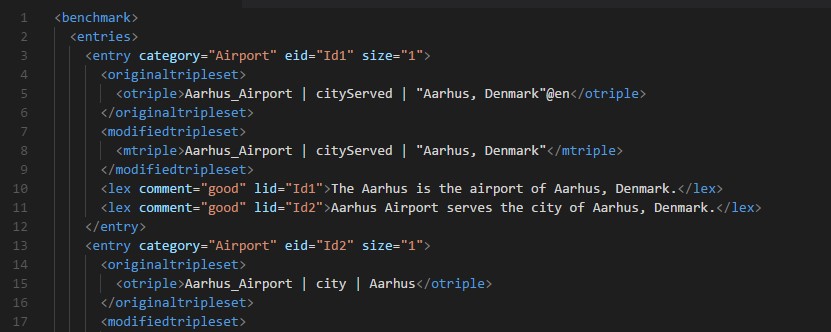 1 <benchmark>
2 <entries>
3 <entry category="Airport" eid="Id1" size="1">
4 <originaltripleset>
5 <otriple>Aarhus_Airport | cityServed | "Aarhus, Denmark"@en</otriple>
6 </originaltripleset>
7 <modifiedtripleset>
8 <mtriple>Aarhus_Airport | cityServed | "Aarhus, Denmark"</mtriple>
9 </modifiedtripleset>
10 <lex comment="good" lid="Id1">The Aarhus is the airport of Aarhus, Denmark.</lex>
11 <lex comment="good" lid="Id2">Aarhus Airport serves the city of Aarhus, Denmark.</lex>
12 </entry>
13 <entry category="Airport" eid="Id2" size="1">
14 <originaltripleset>
15 <otriple>Aarhus_Airport | city | Aarhus</otriple>
16 </originaltripleset>
17 <modifiedtripleset>